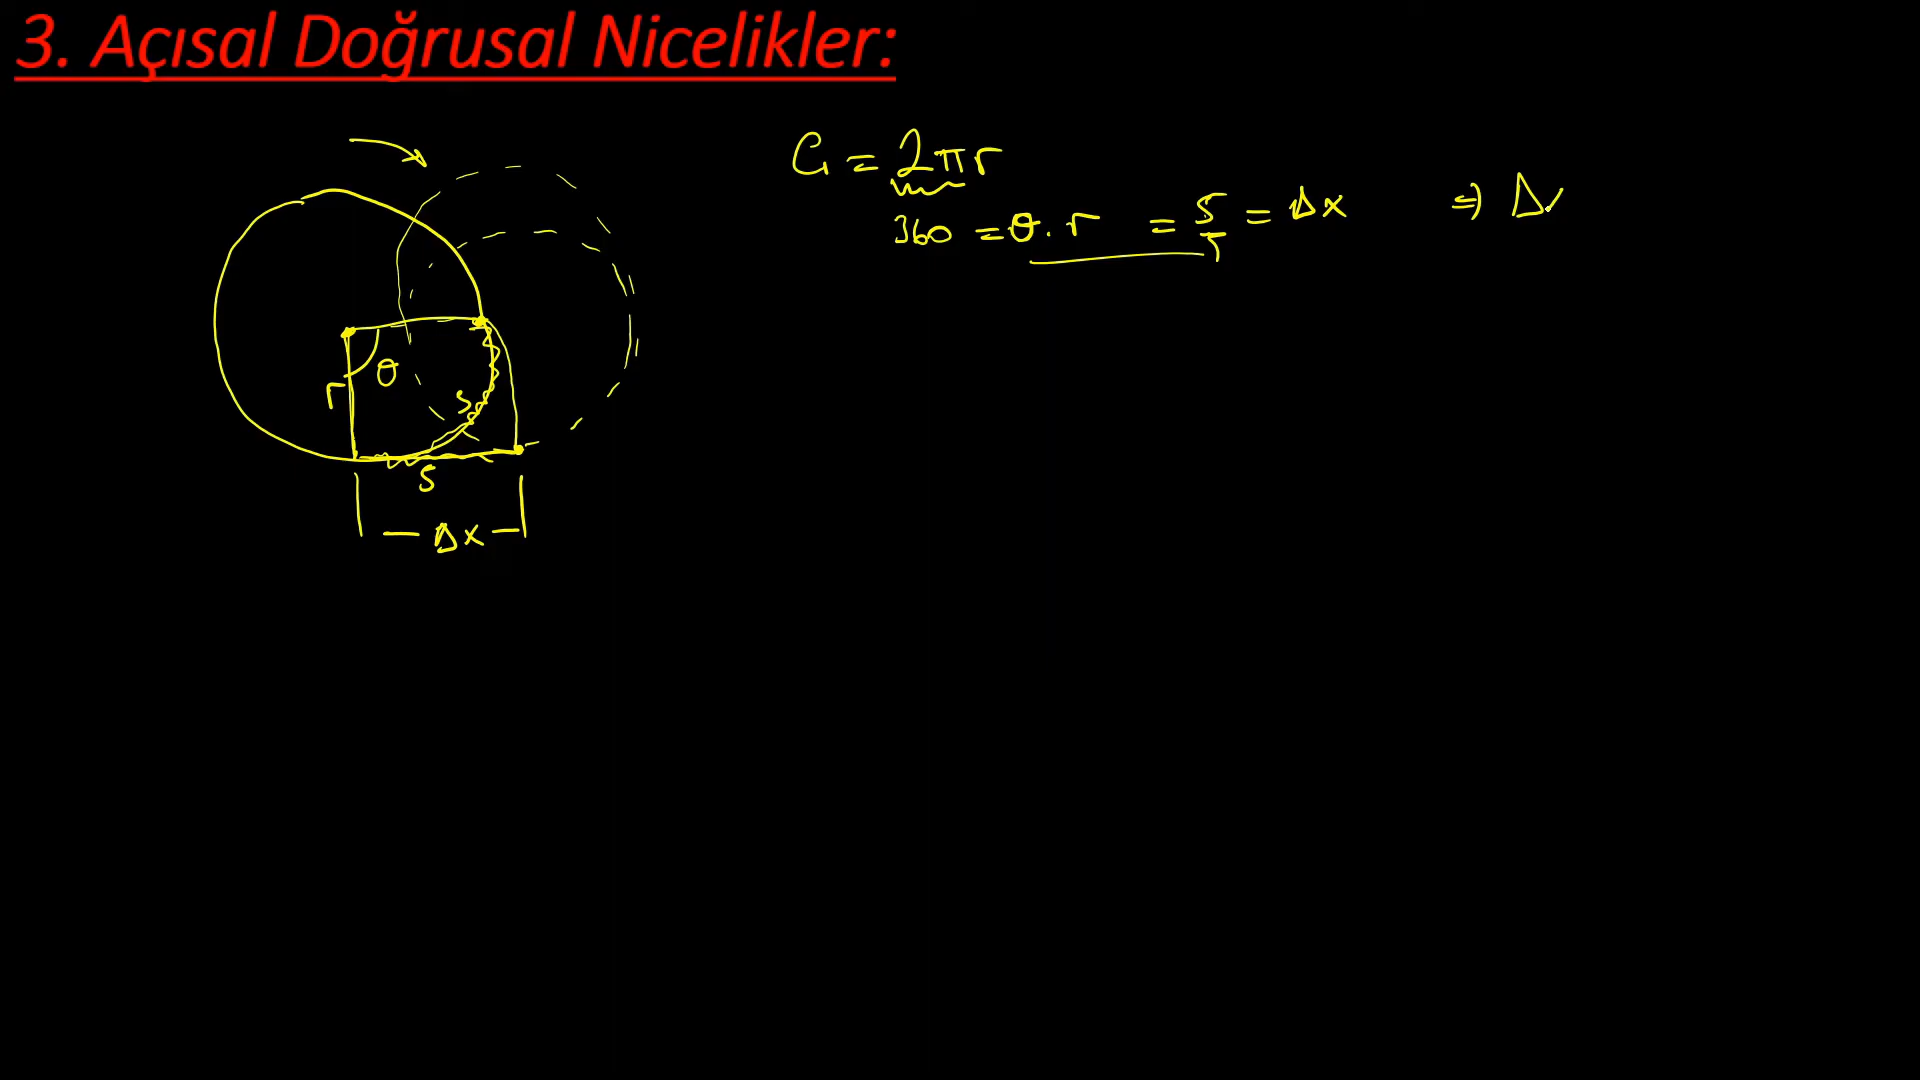 3. Açısal Doğrusal Nicelikler:
Ç = 2πr
360 = θ. r = S/r = Δx ⇒ Δ
θ
r
S
S
Δx